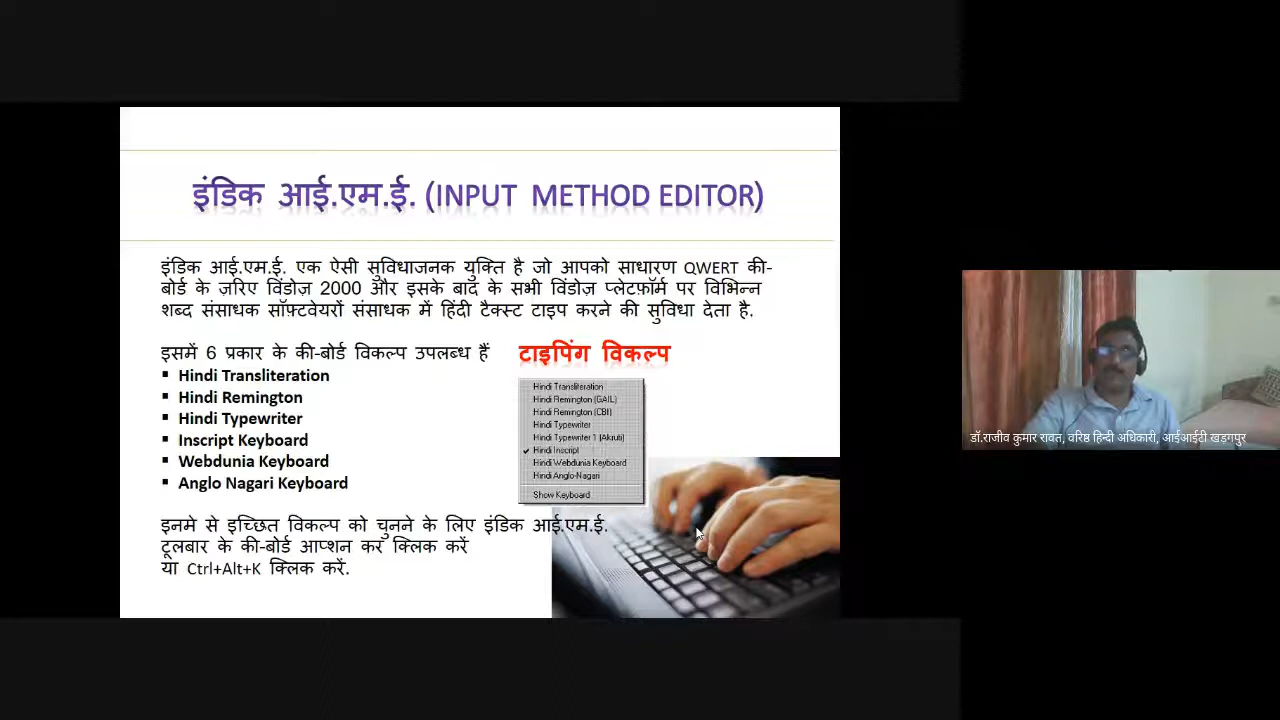 इंडिक आई.एम.ई. (INPUT METHOD EDITOR)
इंडिक आई.एम.ई. एक ऐसी सुविधाजनक युक्ति है जो आपको साधारण QWERT की-
बोर्ड के ज़रिए विंडोज़ 2000 और इसके बाद के सभी विंडोज़ प्लेटफ़ॉर्म पर विभिन्न
शब्द संसाधक सॉफ़्टवेयरों संसाधक में हिंदी टैक्स्ट टाइप करने की सुविधा देता है.
इसमें 6 प्रकार के की-बोर्ड विकल्प उपलब्ध हैं
▪ Hindi Transliteration
▪ Hindi Remington
▪ Hindi Typewriter
▪ Inscript Keyboard
▪ Webdunia Keyboard
▪ Anglo Nagari Keyboard
टाइपिंग विकल्प
Hindi Transliteration
Hindi Remington (GAIL)
Hindi Remington (CBI)
Hindi Typewriter
Hindi Typewriter 1 (Akruti)
✓ Hindi Inscript
Hindi Webdunia Keyboard
Hindi Anglo-Nagari
Show Keyboard
इनमे से इच्छित विकल्प को चुनने के लिए इंडिक आई.एम.ई.
टूलबार के की-बोर्ड आप्शन कर क्लिक करें
या Ctrl+Alt+K क्लिक करें.
डॉ.राजीव कुमार रावत, वरिष्ठ हिन्दी अधिकारी, आईआईटी खड़गपुर